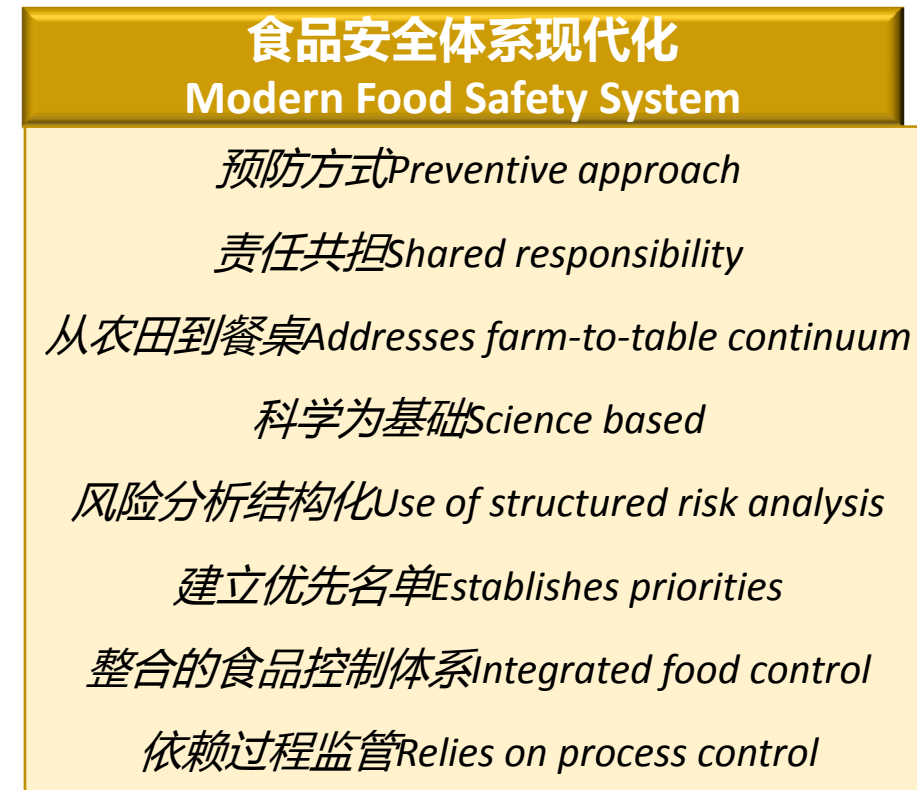 食品安全体系现代化
Modern Food Safety System
预防方式Preventive approach
责任共担Shared responsibility
从农田到餐桌Addresses farm-to-table continuum
科学为基础Science based
风险分析结构化Use of structured risk analysis
建立优先名单Establishes priorities
整合的食品控制体系Integrated food control
依赖过程监管Relies on process control